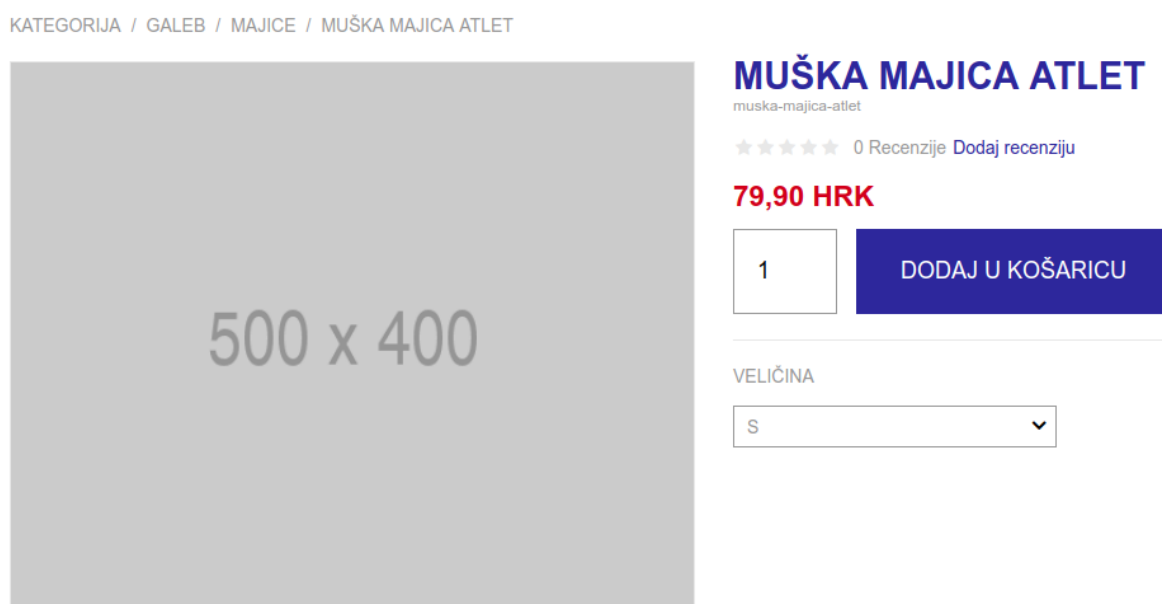 KATEGORIJA / GALEB / MAJICE / MUŠKA MAJICA ATLET
500 x 400
MUŠKA MAJICA ATLET
muska-majica-atlet
0 Recenzije Dodaj recenziju
79,90 HRK
1
DODAJ U KOŠARICU
VELIČINA
S